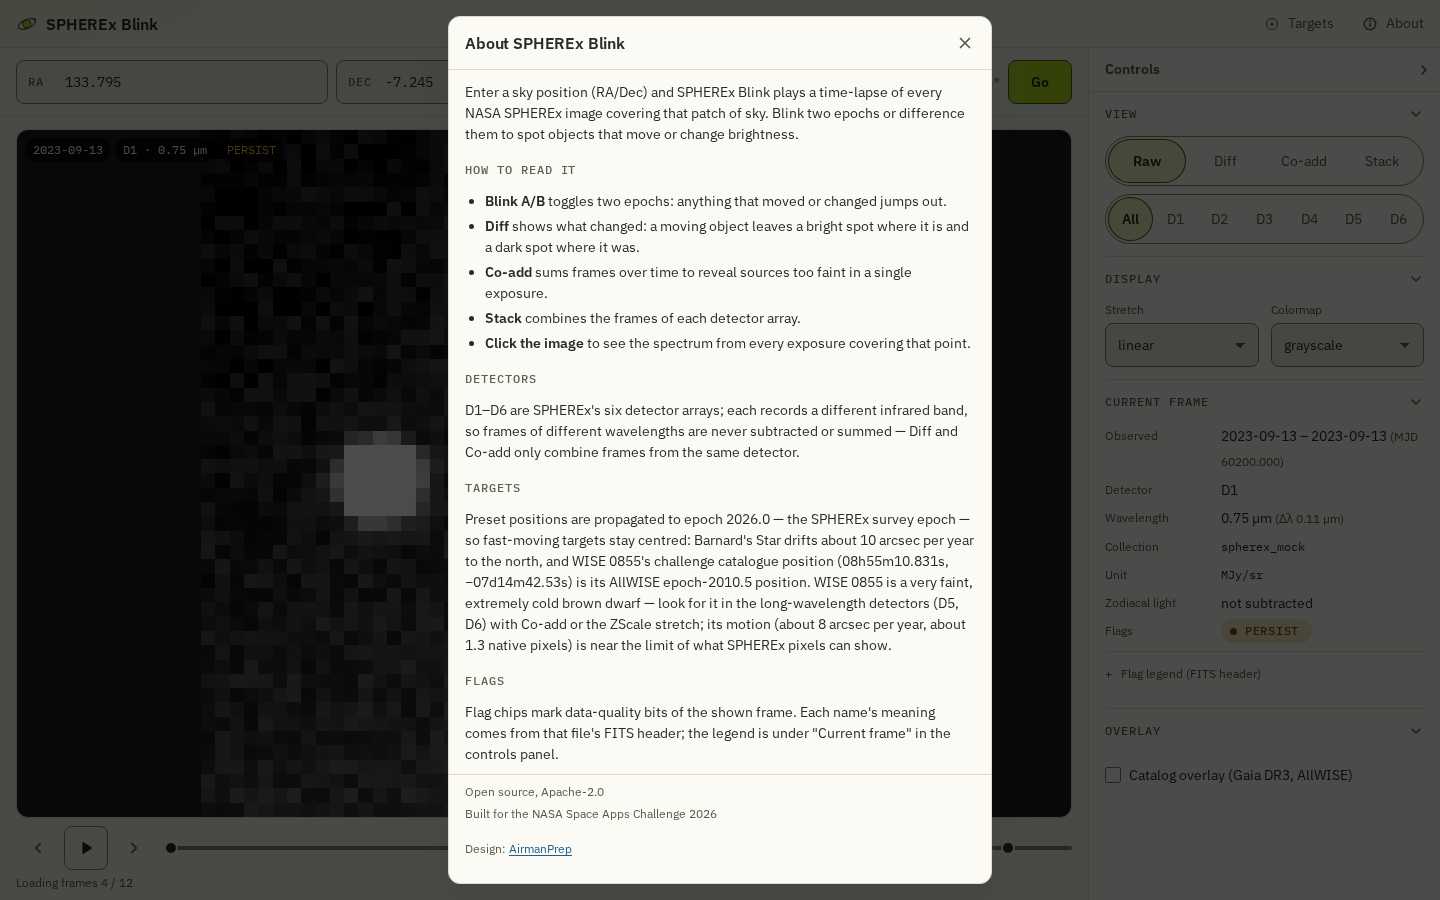 SPHEREx Blink
Targets
About
RA 133.795
DEC -7.245
Go
2023-09-13 D1 · 0.75 µm PERSIST
Loading frames 4 / 12
About SPHEREx Blink
Enter a sky position (RA/Dec) and SPHEREx Blink plays a time-lapse of every
NASA SPHEREx image covering that patch of sky. Blink two epochs or difference
them to spot objects that move or change brightness.
HOW TO READ IT
• Blink A/B toggles two epochs: anything that moved or changed jumps out.
• Diff shows what changed: a moving object leaves a bright spot where it is and
a dark spot where it was.
• Co-add sums frames over time to reveal sources too faint in a single
exposure.
• Stack combines the frames of each detector array.
• Click the image to see the spectrum from every exposure covering that point.
DETECTORS
D1–D6 are SPHEREx's six detector arrays; each records a different infrared band,
so frames of different wavelengths are never subtracted or summed — Diff and
Co-add only combine frames from the same detector.
TARGETS
Preset positions are propagated to epoch 2026.0 — the SPHEREx survey epoch —
so fast-moving targets stay centred: Barnard's Star drifts about 10 arcsec per year
to the north, and WISE 0855's challenge catalogue position (08h55m10.831s,
−07d14m42.53s) is its AllWISE epoch-2010.5 position. WISE 0855 is a very faint,
extremely cold brown dwarf — look for it in the long-wavelength detectors (D5,
D6) with Co-add or the ZScale stretch; its motion (about 8 arcsec per year, about
1.3 native pixels) is near the limit of what SPHEREx pixels can show.
FLAGS
Flag chips mark data-quality bits of the shown frame. Each name's meaning
comes from that file's FITS header; the legend is under "Current frame" in the
controls panel.
Open source, Apache-2.0
Built for the NASA Space Apps Challenge 2026
Design: AirmanPrep
Controls
VIEW
Raw Diff Co-add Stack
All D1 D2 D3 D4 D5 D6
DISPLAY
Stretch Colormap
linear grayscale
CURRENT FRAME
Observed 2023-09-13 – 2023-09-13 (MJD
60200.000)
Detector D1
Wavelength 0.75 µm (Δλ 0.11 µm)
Collection spherex_mock
Unit MJy/sr
Zodiacal light not subtracted
Flags PERSIST
+ Flag legend (FITS header)
OVERLAY
Catalog overlay (Gaia DR3, AllWISE)